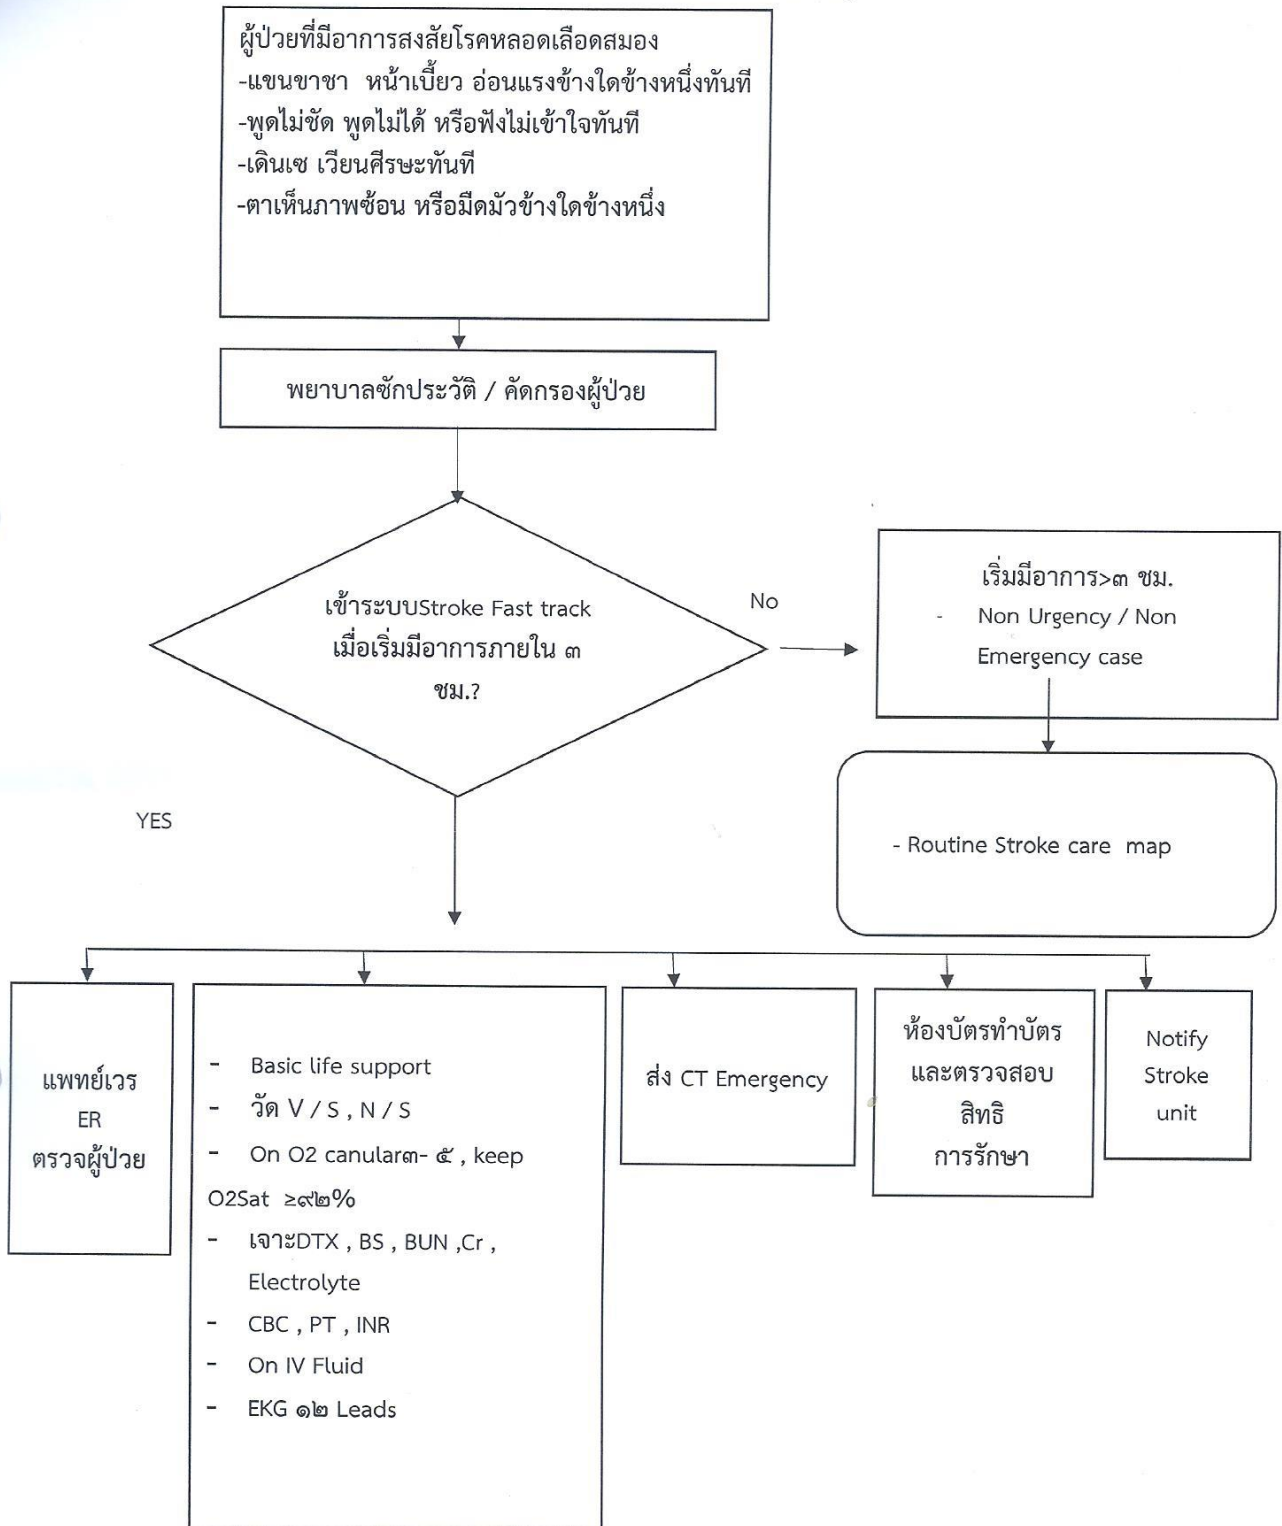 ผู้ป่วยที่มีอาการสงสัยโรคหลอดเลือดสมอง
-แขนขาชา หน้าเบี้ยว อ่อนแรงข้างใดข้างหนึ่งทันที
-พูดไม่ชัด พูดไม่ได้ หรือฟังไม่เข้าใจทันที
-เดินเซ เวียนศีรษะทันที
-ตาเห็นภาพซ้อน หรือมืดมัวข้างใดข้างหนึ่ง
พยาบาลซักประวัติ / คัดกรองผู้ป่วย
เข้าระบบStroke Fast track
เมื่อเริ่มมีอาการภายใน ๓
ชม.?
No
เริ่มมีอาการ>๓ ชม.
- Non Urgency / Non
Emergency case
- Routine Stroke care map
YES
แพทย์เวร
ER
ตรวจผู้ป่วย
- Basic life support
- วัด V / S , N / S
- On O2 canular๓- ๕ , keep
O2Sat ≥๙๒%
- เจาะDTX , BS , BUN ,Cr ,
Electrolyte
- CBC , PT , INR
- On IV Fluid
- EKG ๑๒ Leads
ส่ง CT Emergency
ห้องบัตรทำบัตร
และตรวจสอบ
สิทธิ
การรักษา
Notify
Stroke
unit